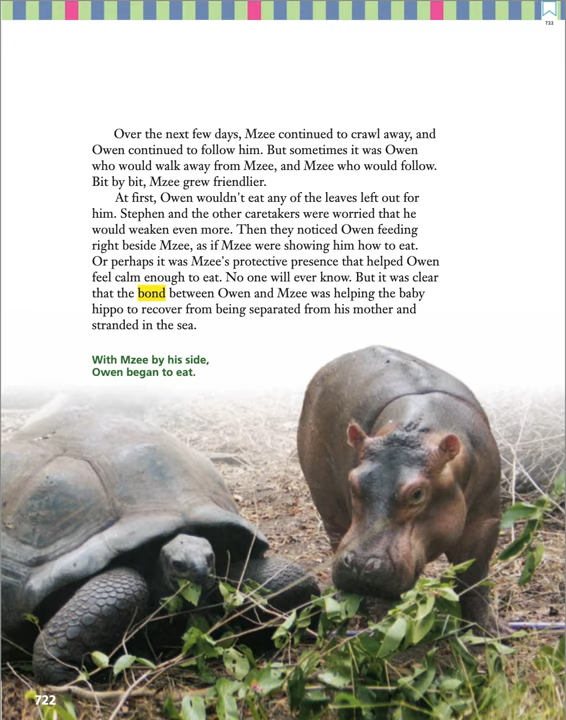 722
Over the next few days, Mzee continued to crawl away, and
Owen continued to follow him. But sometimes it was Owen
who would walk away from Mzee, and Mzee who would follow.
Bit by bit, Mzee grew friendlier.
At first, Owen wouldn't eat any of the leaves left out for
him. Stephen and the other caretakers were worried that he
would weaken even more. Then they noticed Owen feeding
right beside Mzee, as if Mzee were showing him how to eat.
Or perhaps it was Mzee's protective presence that helped Owen
feel calm enough to eat. No one will ever know. But it was clear
that the bond between Owen and Mzee was helping the baby
hippo to recover from being separated from his mother and
stranded in the sea.
With Mzee by his side,
Owen began to eat.
722